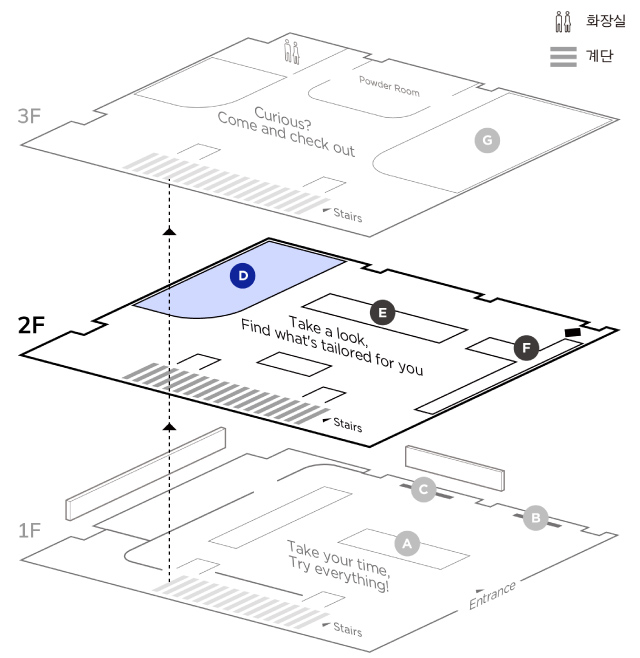 화장실
계단
3F
Powder Room
Curious?
Come and check out
G
Stairs
2F
D
E
Take a look,
Find what's tailored for you
F
Stairs
1F
C
B
A
Take your time,
Try everything!
Entrance
Stairs